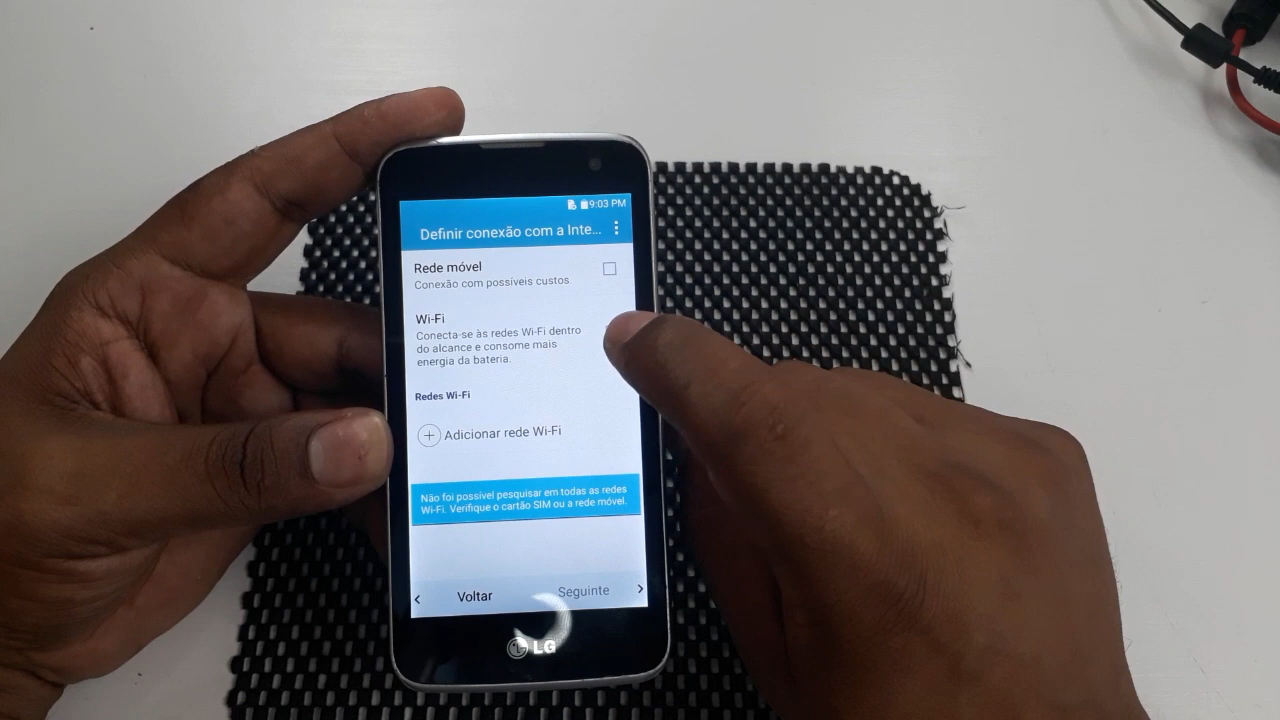 9:03 PM
Definir conexão com a Inte...
Rede móvel
Conexão com possíveis custos.
Wi-Fi
Conecta-se às redes Wi-Fi dentro
do alcance e consome mais
energia da bateria.
Redes Wi-Fi
Adicionar rede Wi-Fi
Não foi possível pesquisar em todas as redes
Wi-Fi. Verifique o cartão SIM ou a rede móvel.
Voltar
Seguinte
LG